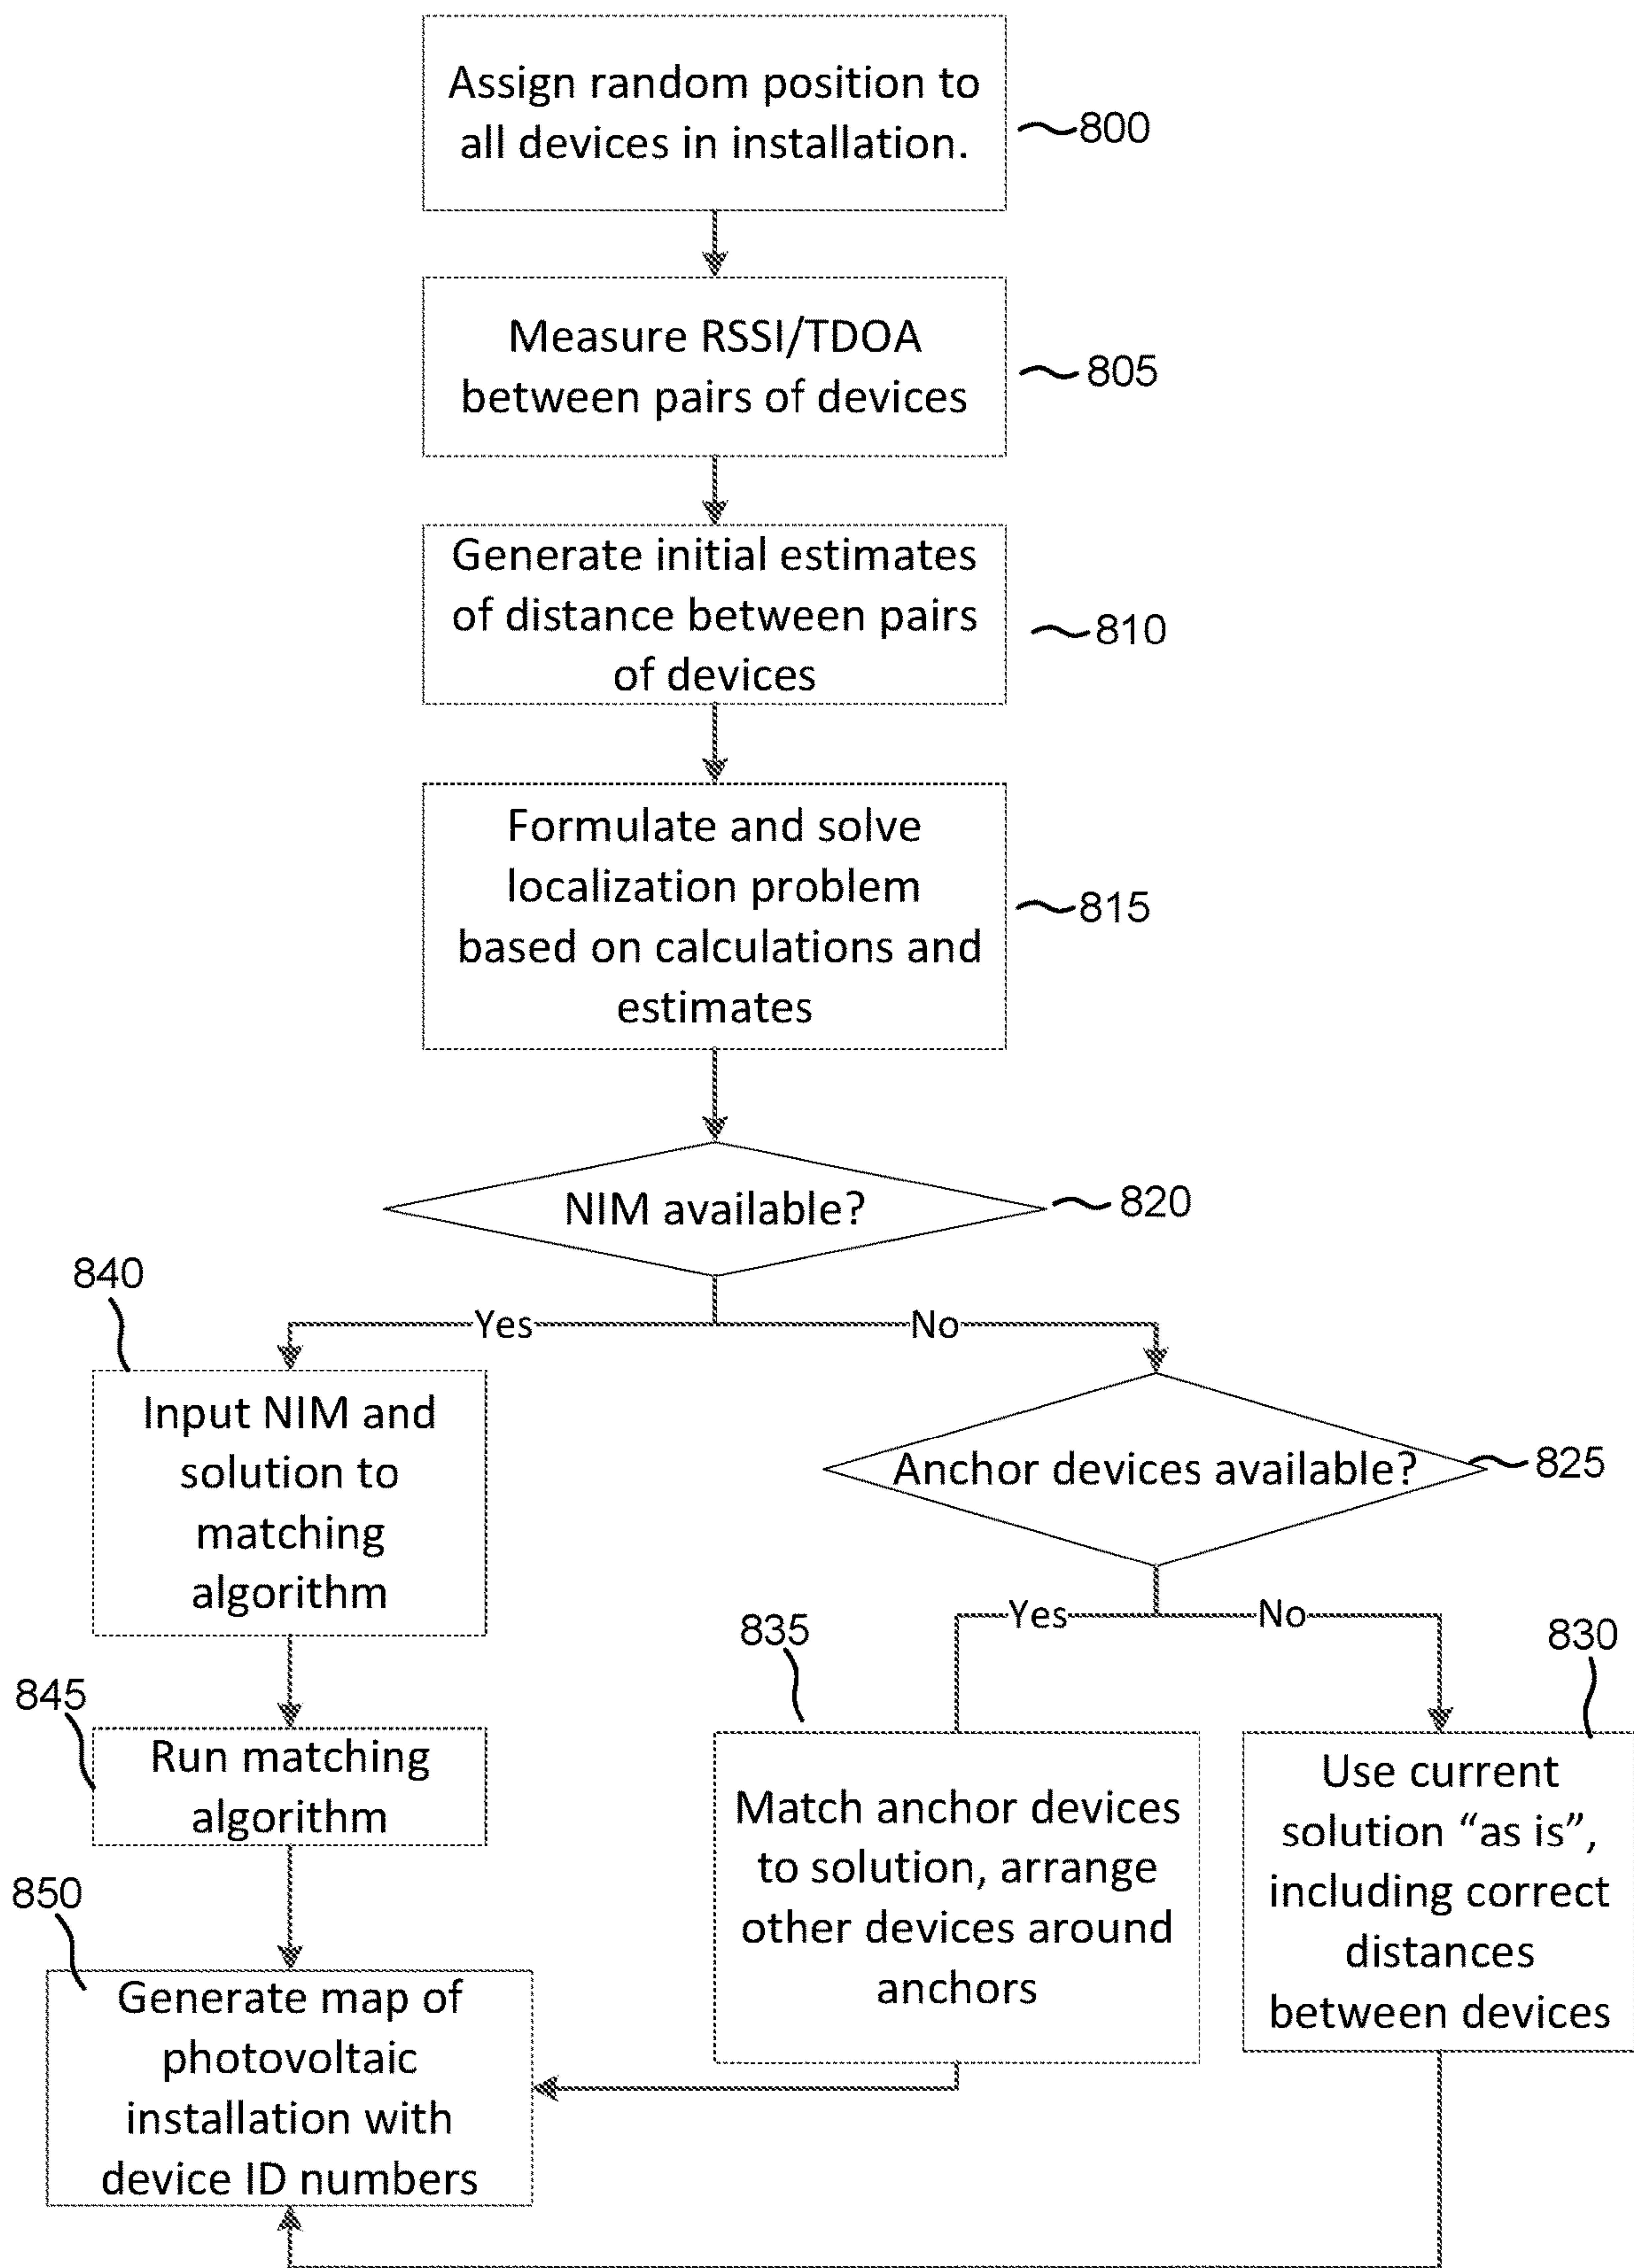 Assign random position to
all devices in installation.
800
Measure RSSI/TDOA
between pairs of devices
805
Generate initial estimates
of distance between pairs
of devices
810
Formulate and solve
localization problem
based on calculations and
estimates
815
NIM available?
820
Yes
No
840
Input NIM and
solution to
matching
algorithm
Anchor devices available?
825
Yes
No
845
Run matching
algorithm
835
Match anchor devices
to solution, arrange
other devices around
anchors
830
Use current
solution “as is”,
including correct
distances
between devices
850
Generate map of
photovoltaic
installation with
device ID numbers